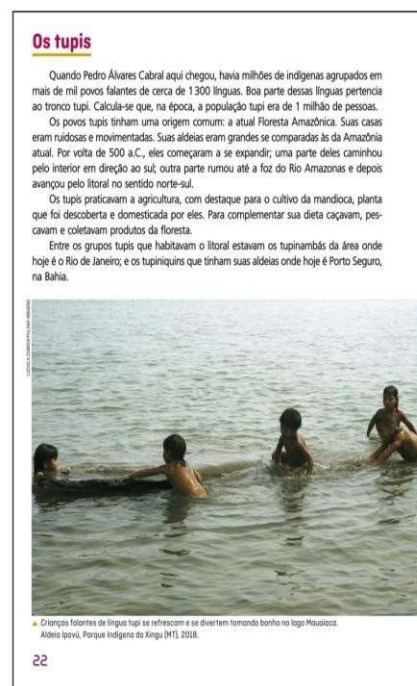 Os tupis
Quando Pedro Álvares Cabral aqui chegou, havia milhões de indígenas agrupados em
mais de mil povos falantes de cerca de 1 300 línguas. Boa parte dessas línguas pertencia
ao tronco tupi. Calcula-se que, na época, a população tupi era de 1 milhão de pessoas.
Os povos tupis tinham uma origem comum: a atual Floresta Amazônica. Suas casas
eram ruidosas e movimentadas. Suas aldeias eram grandes se comparadas às da Amazônia
atual. Por volta de 500 a.C., eles começaram a se expandir; uma parte deles caminhou
pelo interior em direção ao sul; outra parte rumou até a foz do Rio Amazonas e depois
avançou pelo litoral no sentido norte-sul.
Os tupis praticavam a agricultura, com destaque para o cultivo da mandioca, planta
que foi descoberta e domesticada por eles. Para complementar sua dieta caçavam, pes-
cavam e coletavam produtos da floresta.
Entre os grupos tupis que habitavam o litoral estavam os tupinambás da área onde
hoje é o Rio de Janeiro; e os tupiniquins que tinham suas aldeias onde hoje é Porto Seguro,
na Bahia.
Crianças falantes de língua tupi se refrescam e se divertem tomando banho no lago Mauaiaca.
Aldeia Ipavú, Parque Indígena do Xingu (MT), 2018.
22